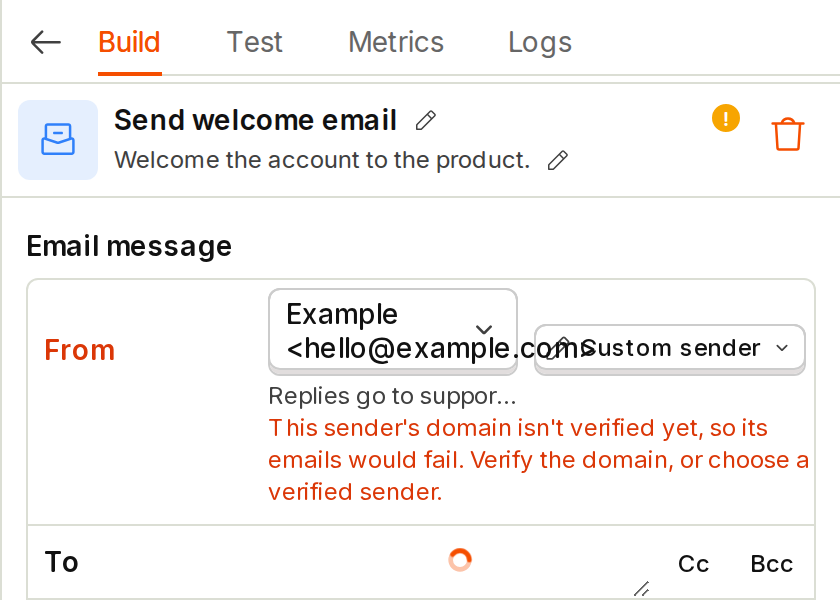 Build Test Metrics Logs
Send welcome email
!
Welcome the account to the product.
Email message
From
Example
<hello@example.com>
Custom sender
Replies go to suppor...
This sender's domain isn't verified yet, so its
emails would fail. Verify the domain, or choose a
verified sender.
To Cc Bcc